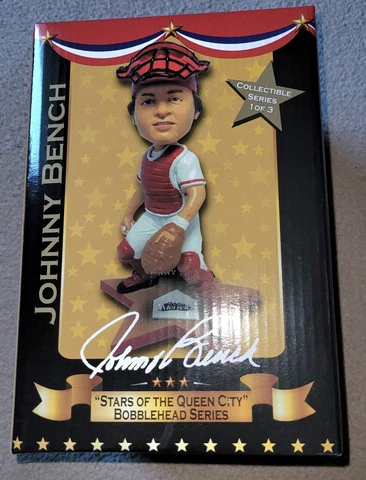 JOHNNY BENCH
COLLECTIBLE
SERIES
1 OF 3
Johnny Bench
"STARS OF THE QUEEN CITY"
BOBBLEHEAD SERIES